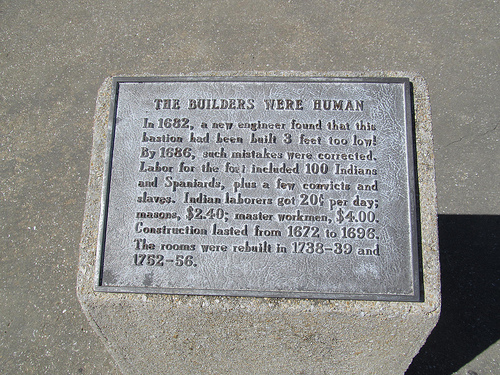 THE BUILDERS WERE HUMAN
In 1682, a new engineer found that this
bastion had been built 3 feet too low!
By 1686, such mistakes were corrected.
Labor for the fort included 100 Indians
and Spaniards, plus a few convicts and
slaves. Indian laborers got 20¢ per day;
masons, $2.40; master workmen, $4.00.
Construction lasted from 1672 to 1696.
The rooms were rebuilt in 1738-39 and
1752-56.